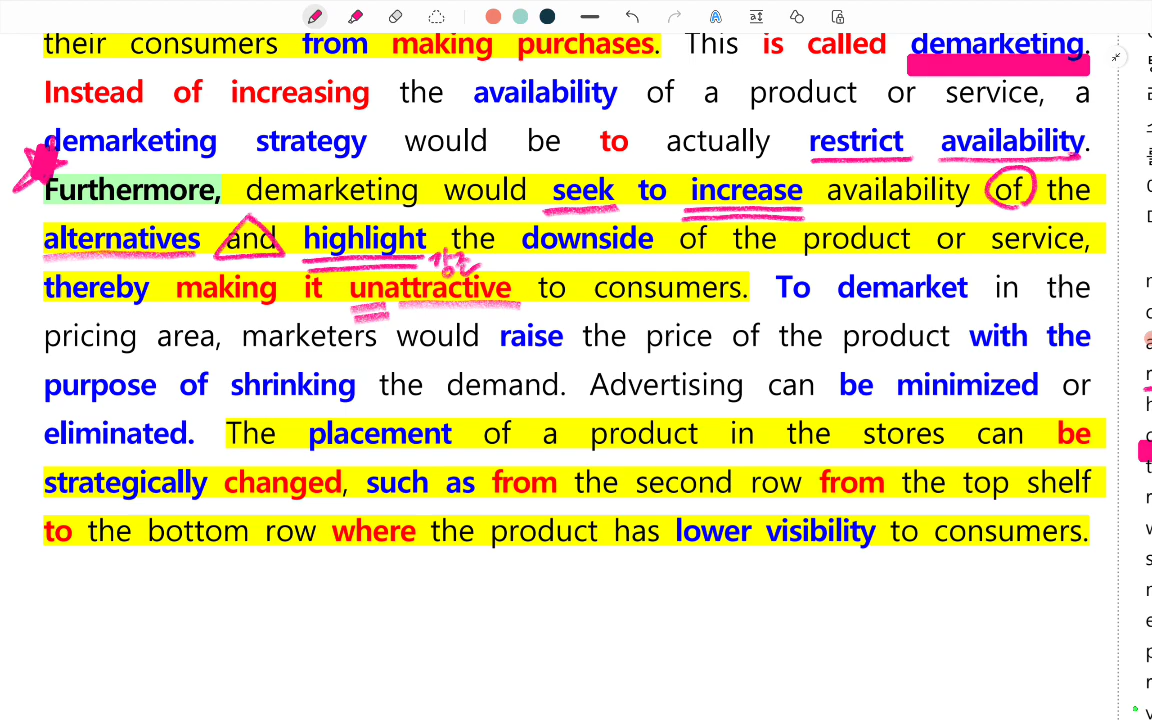 their consumers from making purchases. This is called demarketing.
Instead of increasing the availability of a product or service, a
demarketing strategy would be to actually restrict availability.
Furthermore, demarketing would seek to increase availability of the
alternatives and highlight the downside of the product or service,
강조
thereby making it unattractive to consumers. To demarket in the
pricing area, marketers would raise the price of the product with the
purpose of shrinking the demand. Advertising can be minimized or
eliminated. The placement of a product in the stores can be
strategically changed, such as from the second row from the top shelf
to the bottom row where the product has lower visibility to consumers.